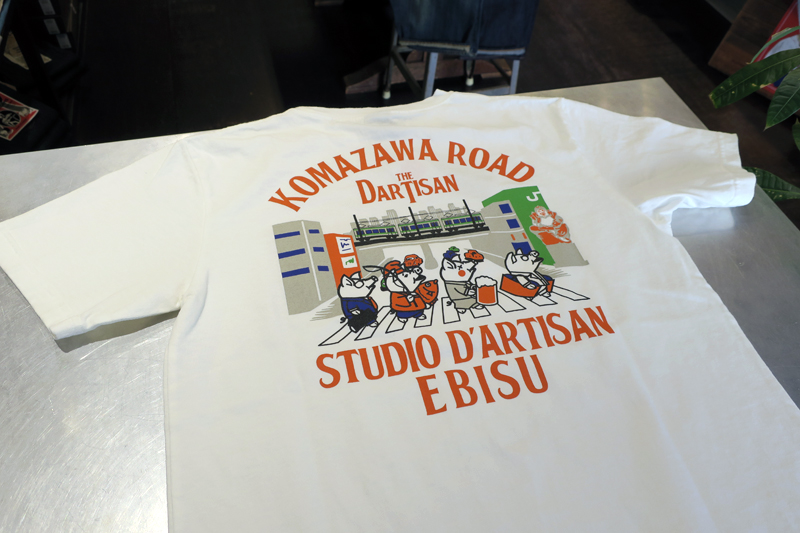 KOMAZAWA ROAD
THE
DARTISAN
J
STUDIO D'ARTISAN
EBISU